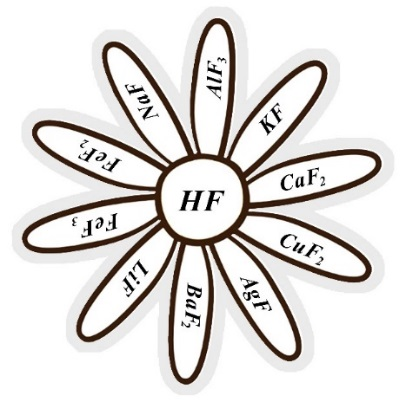 HF
AlF₃
KF
CaF₂
CuF₂
AgF
BaF₂
LiF
FeF₃
FeF₂
NaF